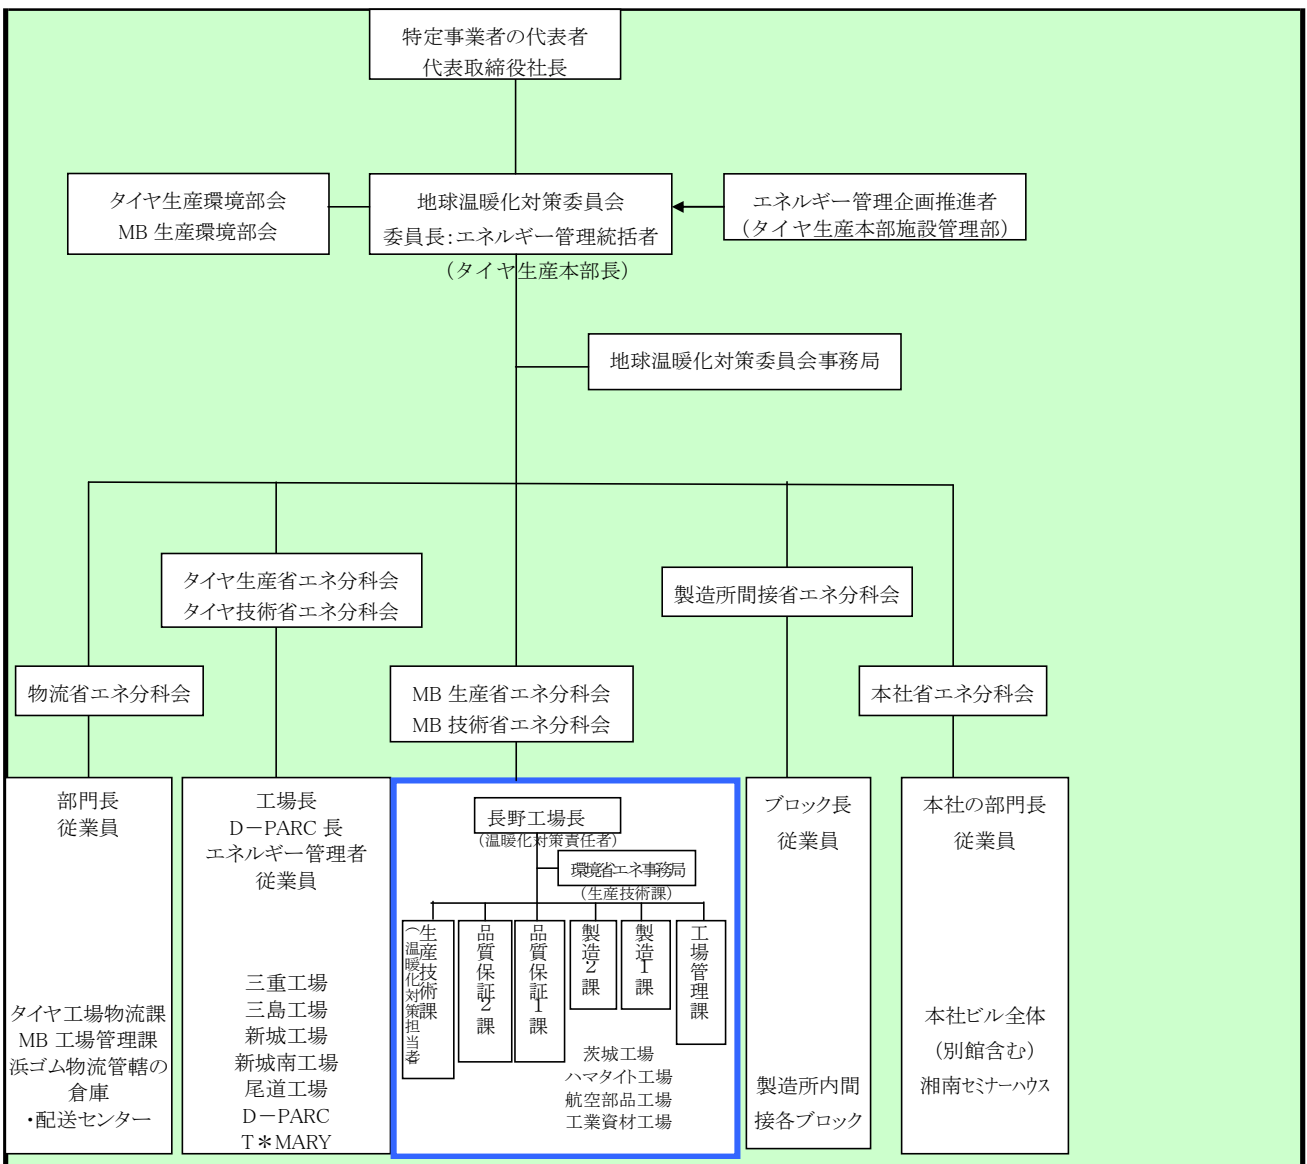 特定事業者の代表者
代表取締役社長
タイヤ生産環境部会
MB 生産環境部会
地球温暖化対策委員会
委員長:エネルギー管理統括者
(タイヤ生産本部長)
エネルギー管理企画推進者
(タイヤ生産本部施設管理部)
地球温暖化対策委員会事務局
タイヤ生産省エネ分科会
タイヤ技術省エネ分科会
製造所間接省エネ分科会
物流省エネ分科会
MB 生産省エネ分科会
MB 技術省エネ分科会
本社省エネ分科会
部門長
従業員
タイヤ工場物流課
MB 工場管理課
浜ゴム物流管轄の
倉庫
・配送センター
工場長
D-PARC 長
エネルギー管理者
従業員
三重工場
三島工場
新城工場
新城南工場
尾道工場
D-PARC
T*MARY
長野工場長
(温暖化対策責任者)
環境省エネ事務局
(生産技術課)
生産技術課
(温暖化対策担当者)
品質保証2課
品質保証1課
製造2課
製造1課
工場管理課
茨城工場
ハマタイト工場
航空部品工場
工業資材工場
ブロック長
従業員
製造所内間
接各ブロック
本社の部門長
従業員
本社ビル全体
(別館含む)
湘南セミナーハウス